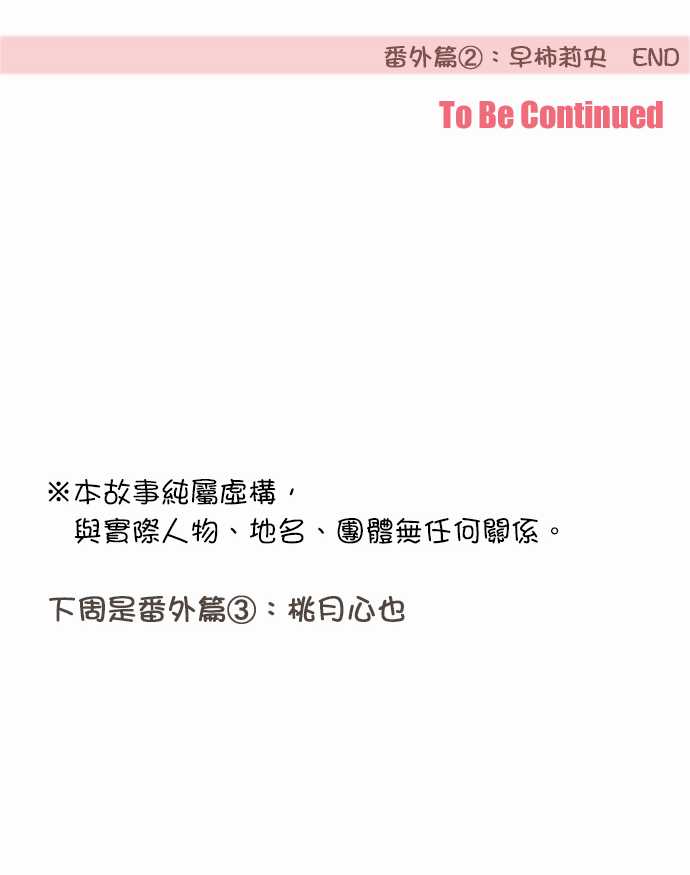 番外篇②：早柿莉央　END
To Be Continued
※本故事純屬虛構，
與實際人物、地名、團體無任何關係。
下周是番外篇③：桃月心也